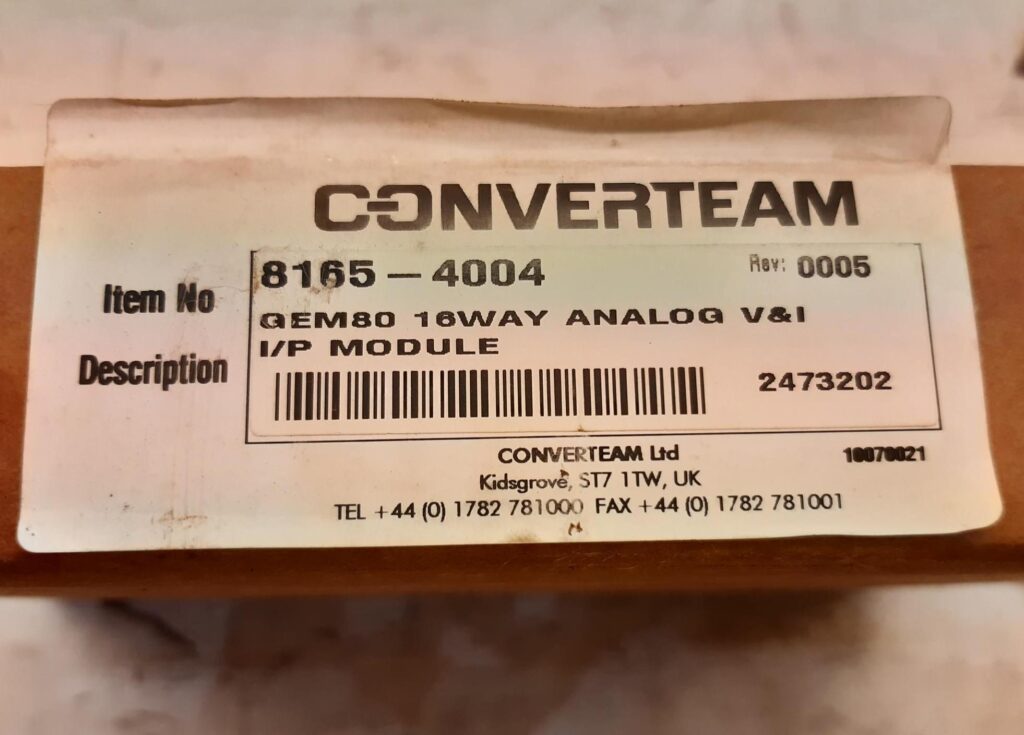 CONVERTEAM
Item No 8165-4004 Rev: 0005
Description GEM80 16WAY ANALOG V&I
I/P MODULE
2473202
CONVERTEAM Ltd 10070021
Kidsgrove, ST7 1TW, UK
TEL +44 (0) 1782 781000 FAX +44 (0) 1782 781001